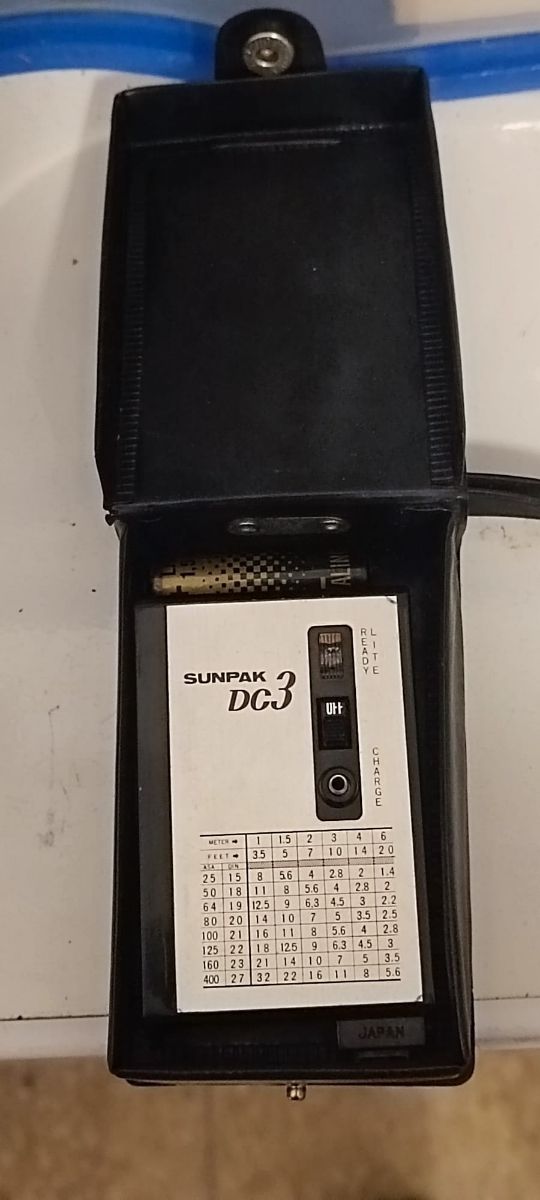 SUNPAK
DC3
READY LITE
OFF
CHARGE
METER 1 1.5 2 3 4 6
FEET 3.5 5 7 10 14 20
ASA DIN
25 15 8 5.6 4 2.8 2 1.4
50 18 11 8 5.6 4 2.8 2
64 19 12.5 9 6.3 4.5 3 2.2
80 20 14 10 7 5 3.5 2.5
100 21 16 11 8 5.6 4 2.8
125 22 18 12.5 9 6.3 4.5 3
160 23 21 14 10 7 5 3.5
400 27 32 22 16 11 8 5.6
JAPAN